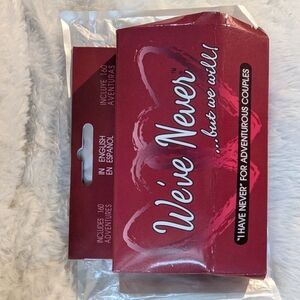 We've Never
...but we will!
"I HAVE NEVER" FOR ADVENTUROUS COUPLES
INCLUDES 160
ADVENTURES
IN ENGLISH
EN ESPAÑOL
INCLUYE 160
AVENTURAS